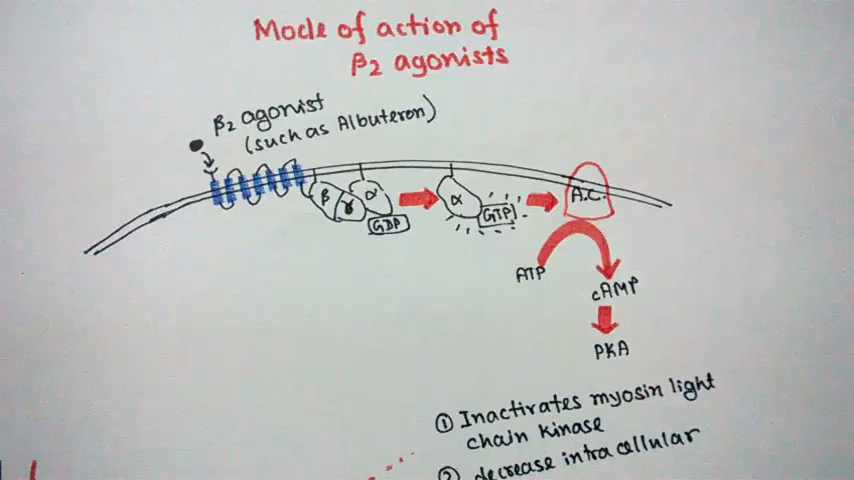 Mode of action of
β2 agonists
β2 agonist
(such as Albuteron)
β
γ
α
GDP
α
GTP
A.C.
ATP
cAMP
PKA
① Inactirates myosin light
chain kinase
② decrease intracellular